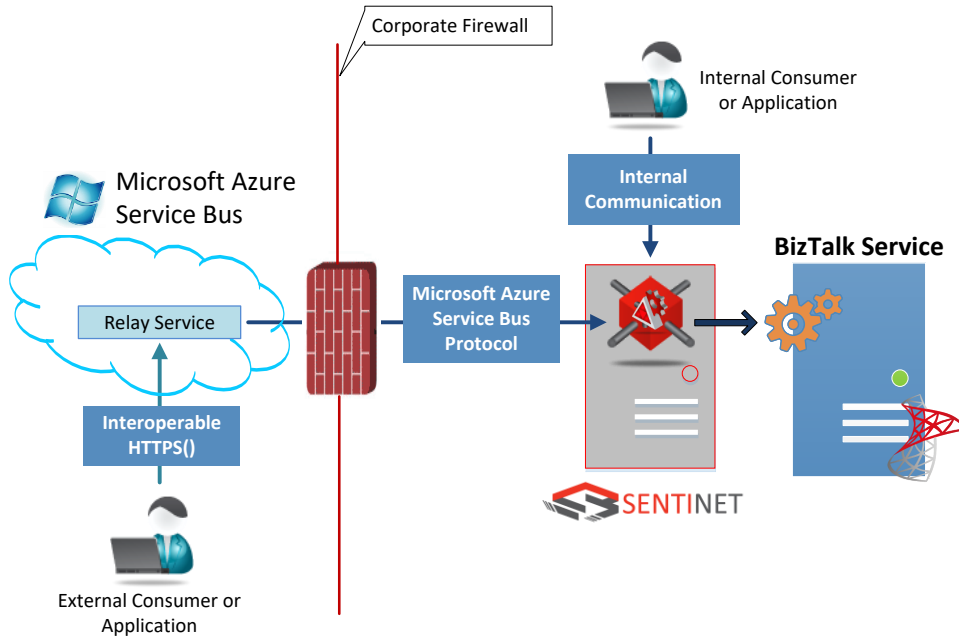 Corporate Firewall
Internal Consumer
or Application
Microsoft Azure
Service Bus
Internal
Communication
BizTalk Service
Relay Service
Microsoft Azure
Service Bus
Protocol
Interoperable
HTTPS()
SENTINET
External Consumer or
Application